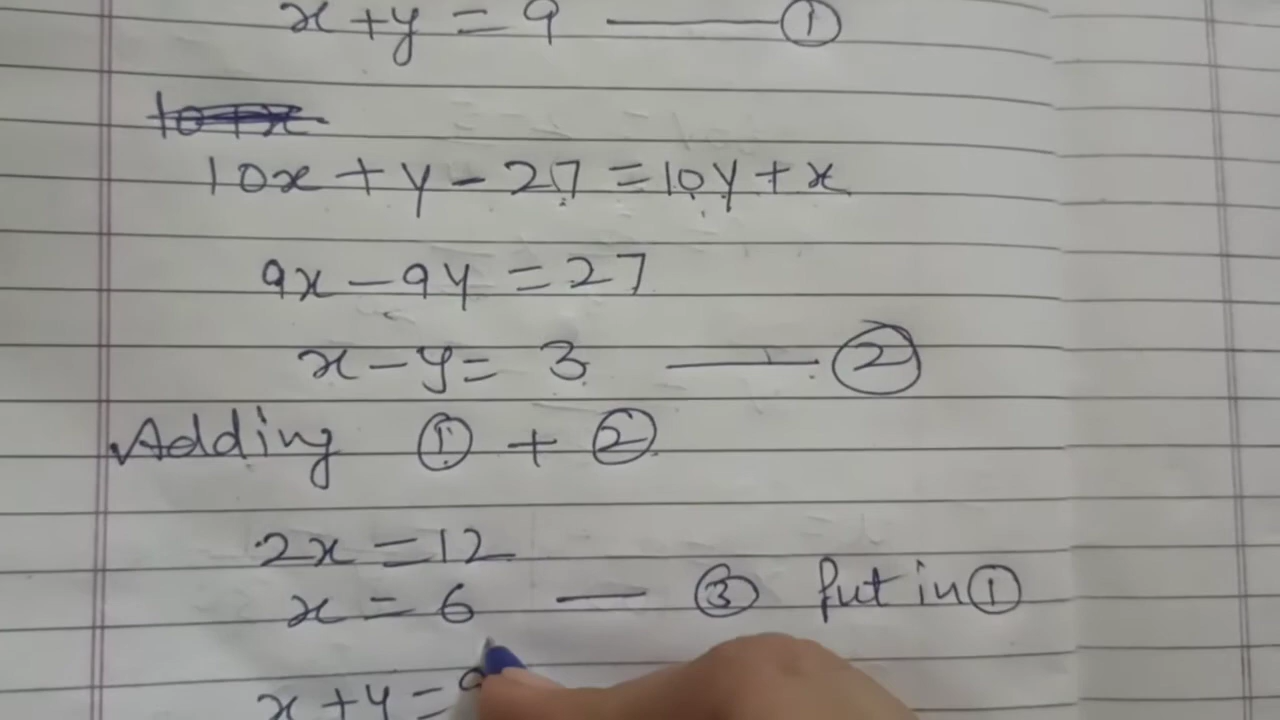 x + y = 9 —— ①
10x + y - 27 = 10y + x
9x - 9y = 27
x - y = 3 —— ②
Adding ① + ②
2x = 12
x = 6 — ③ Put in ①
x + y = 9